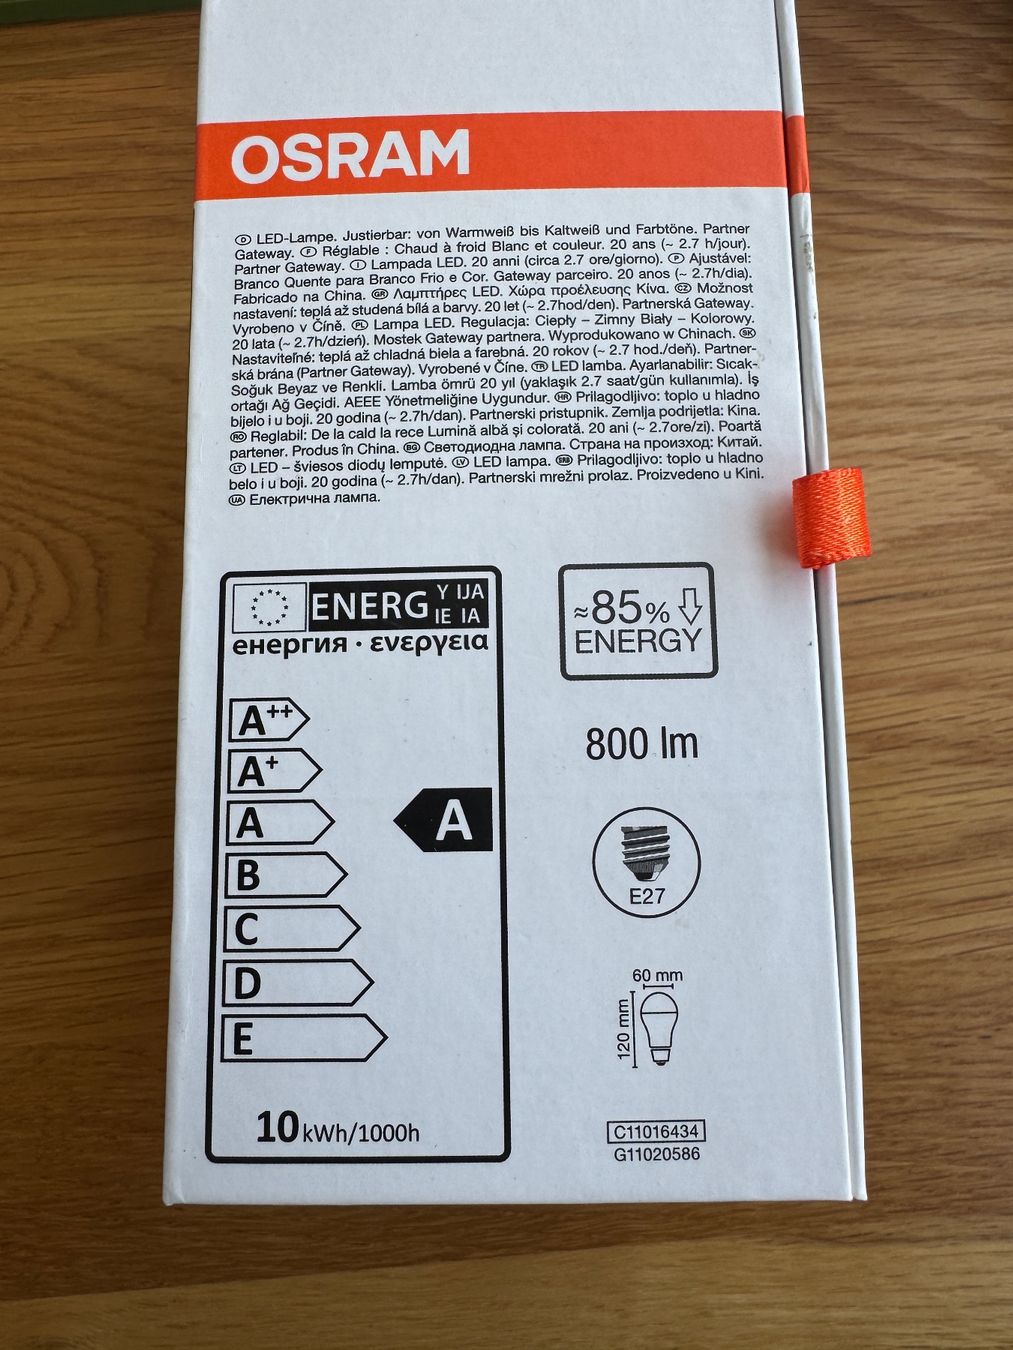 OSRAM
Ⓓ LED-Lampe. Justierbar: von Warmweiß bis Kaltweiß und Farbtöne. Partner
Gateway. Ⓕ Réglable : Chaud à froid Blanc et couleur. 20 ans (~ 2.7 h/jour).
Partner Gateway. Ⓘ Lampada LED. 20 anni (circa 2.7 ore/giorno). Ⓟ Ajustável:
Branco Quente para Branco Frio e Cor. Gateway parceiro. 20 anos (~ 2.7h/dia).
Fabricado na China. GR Λαμπτήρες LED. Χώρα προέλευσης Κίνα. CZ Možnost
nastavení: teplá až studená bílá a barvy. 20 let (~ 2.7hod/den). Partnerská Gateway.
Vyrobeno v Číně. PL Lampa LED. Regulacja: Ciepły – Zimny Biały – Kolorowy.
20 lata (~ 2.7h/dzień). Mostek Gateway partnera. Wyprodukowano w Chinach. SK
Nastaviteľné: teplá až chladná biela a farebná. 20 rokov (~ 2.7 hod./deň). Partner-
ská brána (Partner Gateway). Vyrobené v Číne. TR LED lamba. Ayarlanabilir: Sıcak-
Soğuk Beyaz ve Renkli. Lamba ömrü 20 yıl (yaklaşık 2.7 saat/gün kullanımla). İş
ortağı Ağ Geçidi. AEEE Yönetmeliğine Uygundur. HR Prilagodljivo: toplo u hladno
bijelo i u boji. 20 godina (~ 2.7h/dan). Partnerski pristupnik. Zemlja podrijetla: Kina.
RO Reglabil: De la cald la rece Lumină albă şi colorată. 20 ani (~ 2.7ore/zi). Poartă
partener. Produs în China. BG Светодиодна лампа. Страна на произход: Китай.
LT LED – šviesos diodų lemputė. LV LED lampa. SRB Prilagodljivo: toplo u hladno
belo i u boji. 20 godina (~ 2.7h/dan). Partnerski mrežni prolaz. Proizvedeno u Kini.
UA Електрична лампа.
ENERG Y IJA
IE IA
енергия · ενεργεια
A++
A+
A
A
B
C
D
E
10 kWh/1000h
≈85%
ENERGY
800 lm
E27
60 mm
120 mm
C11016434
G11020586